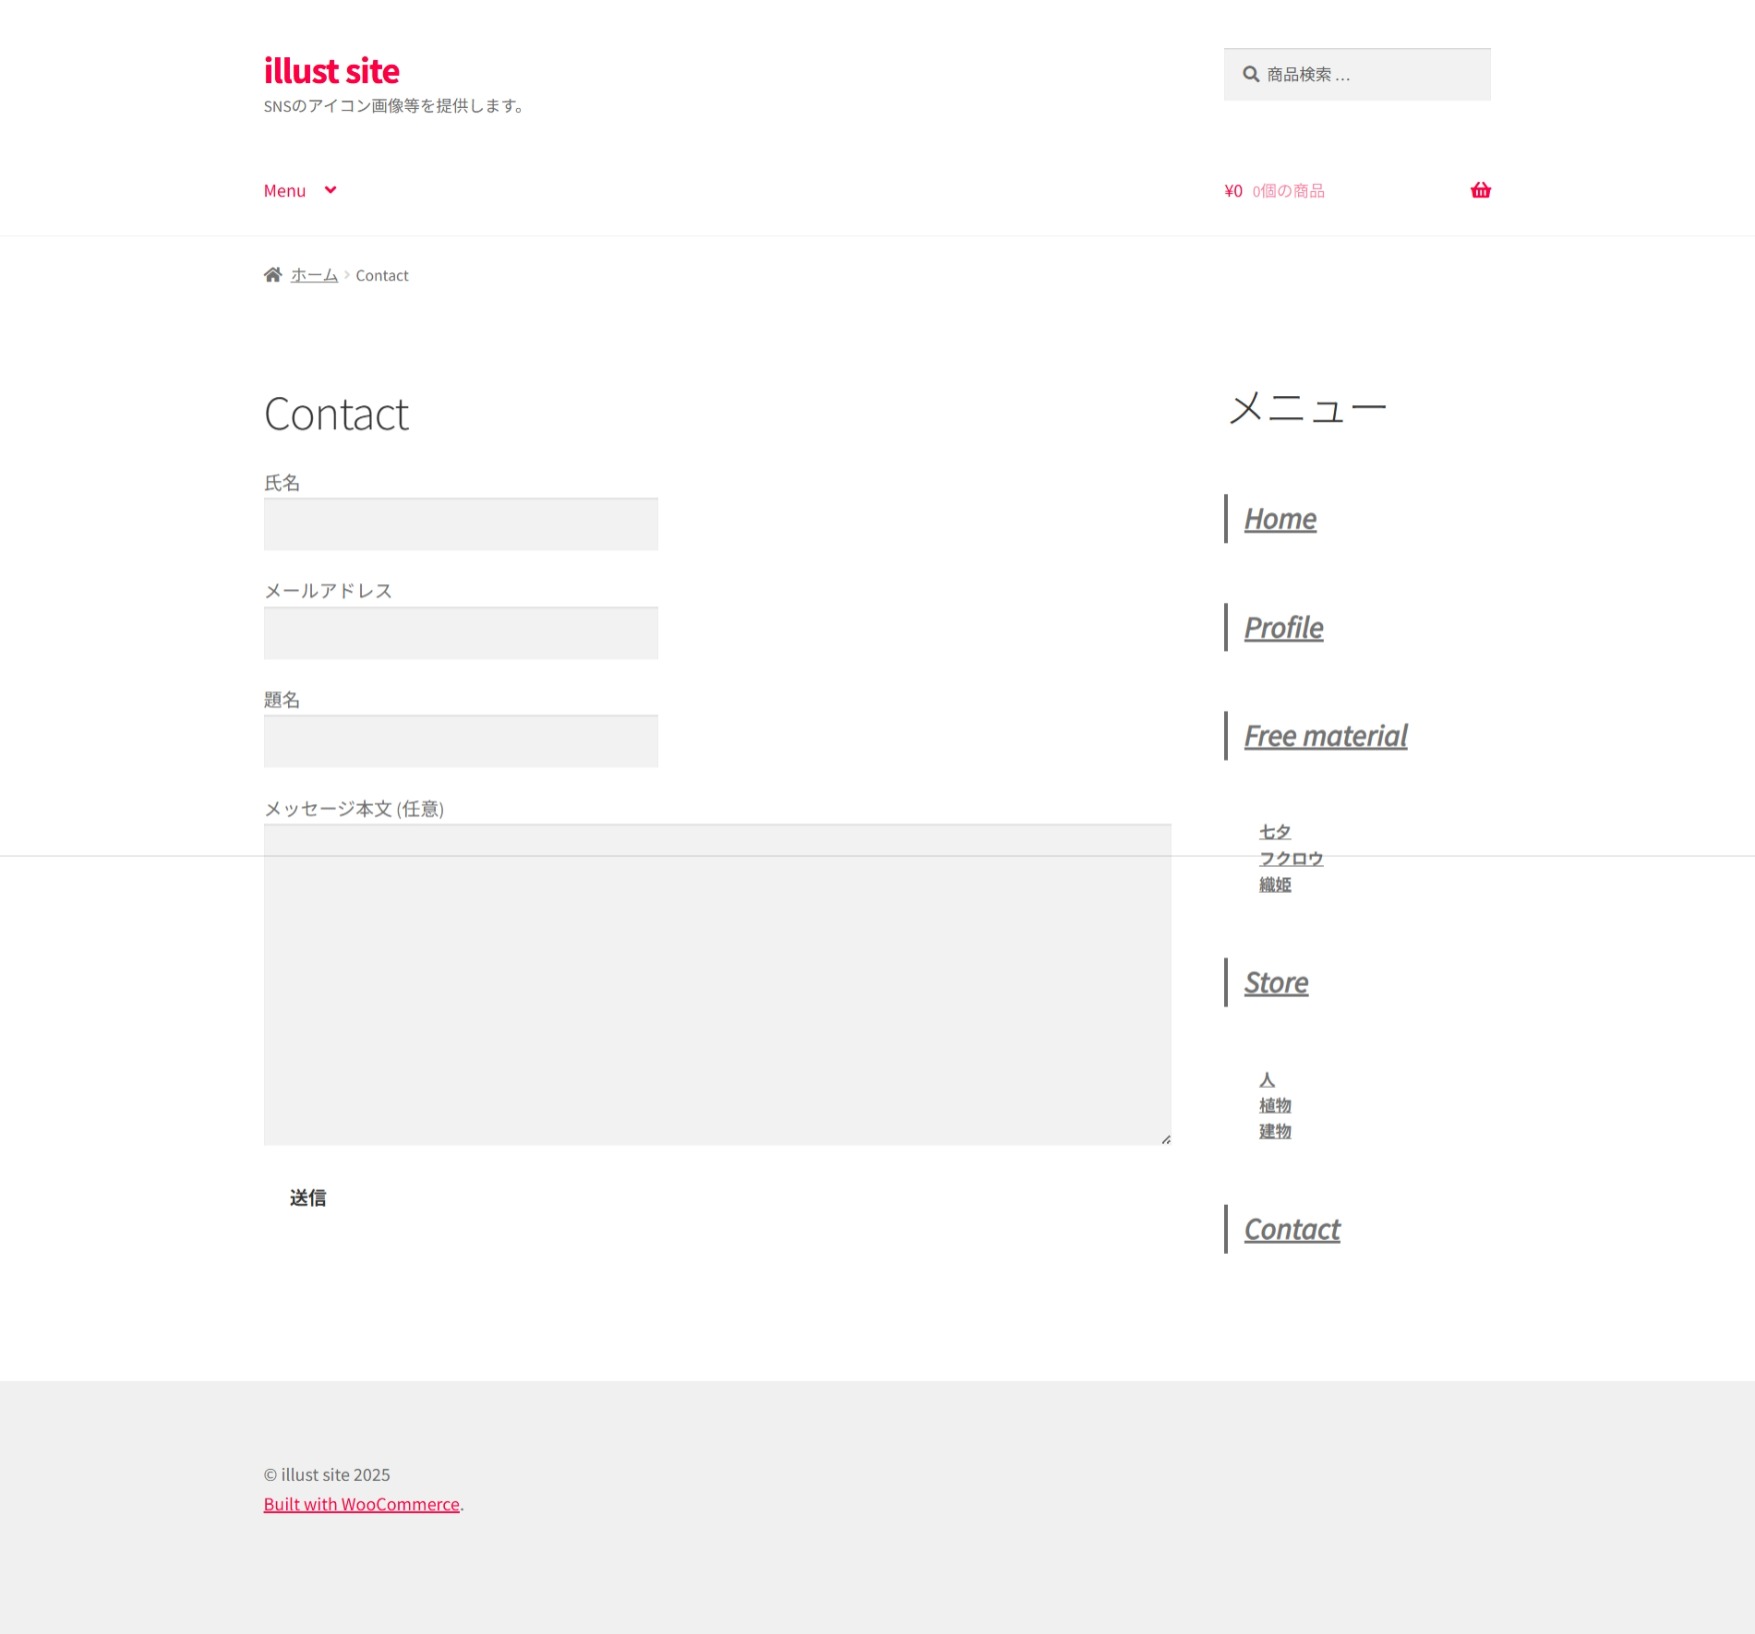 illust site
SNSのアイコン画像等を提供します。
商品検索 …
Menu
¥0 0個の商品
ホーム Contact
Contact
氏名
メールアドレス
題名
メッセージ本文 (任意)
送信
メニュー
Home
Profile
Free material
七夕
フクロウ
織姫
Store
人
植物
建物
Contact
© illust site 2025
Built with WooCommerce.